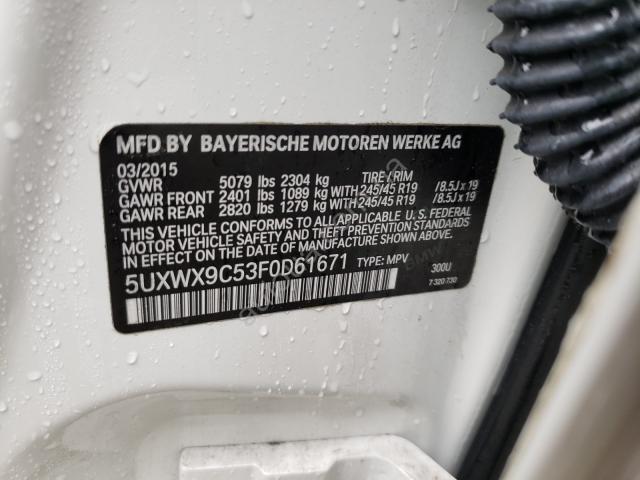 MFD BY BAYERISCHE MOTOREN WERKE AG
03/2015 TIRE / RIM
GVWR 5079 lbs 2304 kg
GAWR FRONT 2401 lbs 1089 kg WITH 245/45 R19 /8.5J x 19
GAWR REAR 2820 lbs 1279 kg WITH 245/45 R19 /8.5J x 19
THIS VEHICLE CONFORMS TO ALL APPLICABLE U. S. FEDERAL
MOTOR VEHICLE SAFETY, BUMPER, AND THEFT PREVENTION
STANDARDS IN EFFECT ON THE DATE OF MANUFACTURE SHOWN ABOVE.
5UXWX9C53F0D61671 TYPE: MPV 300U
7 320 730